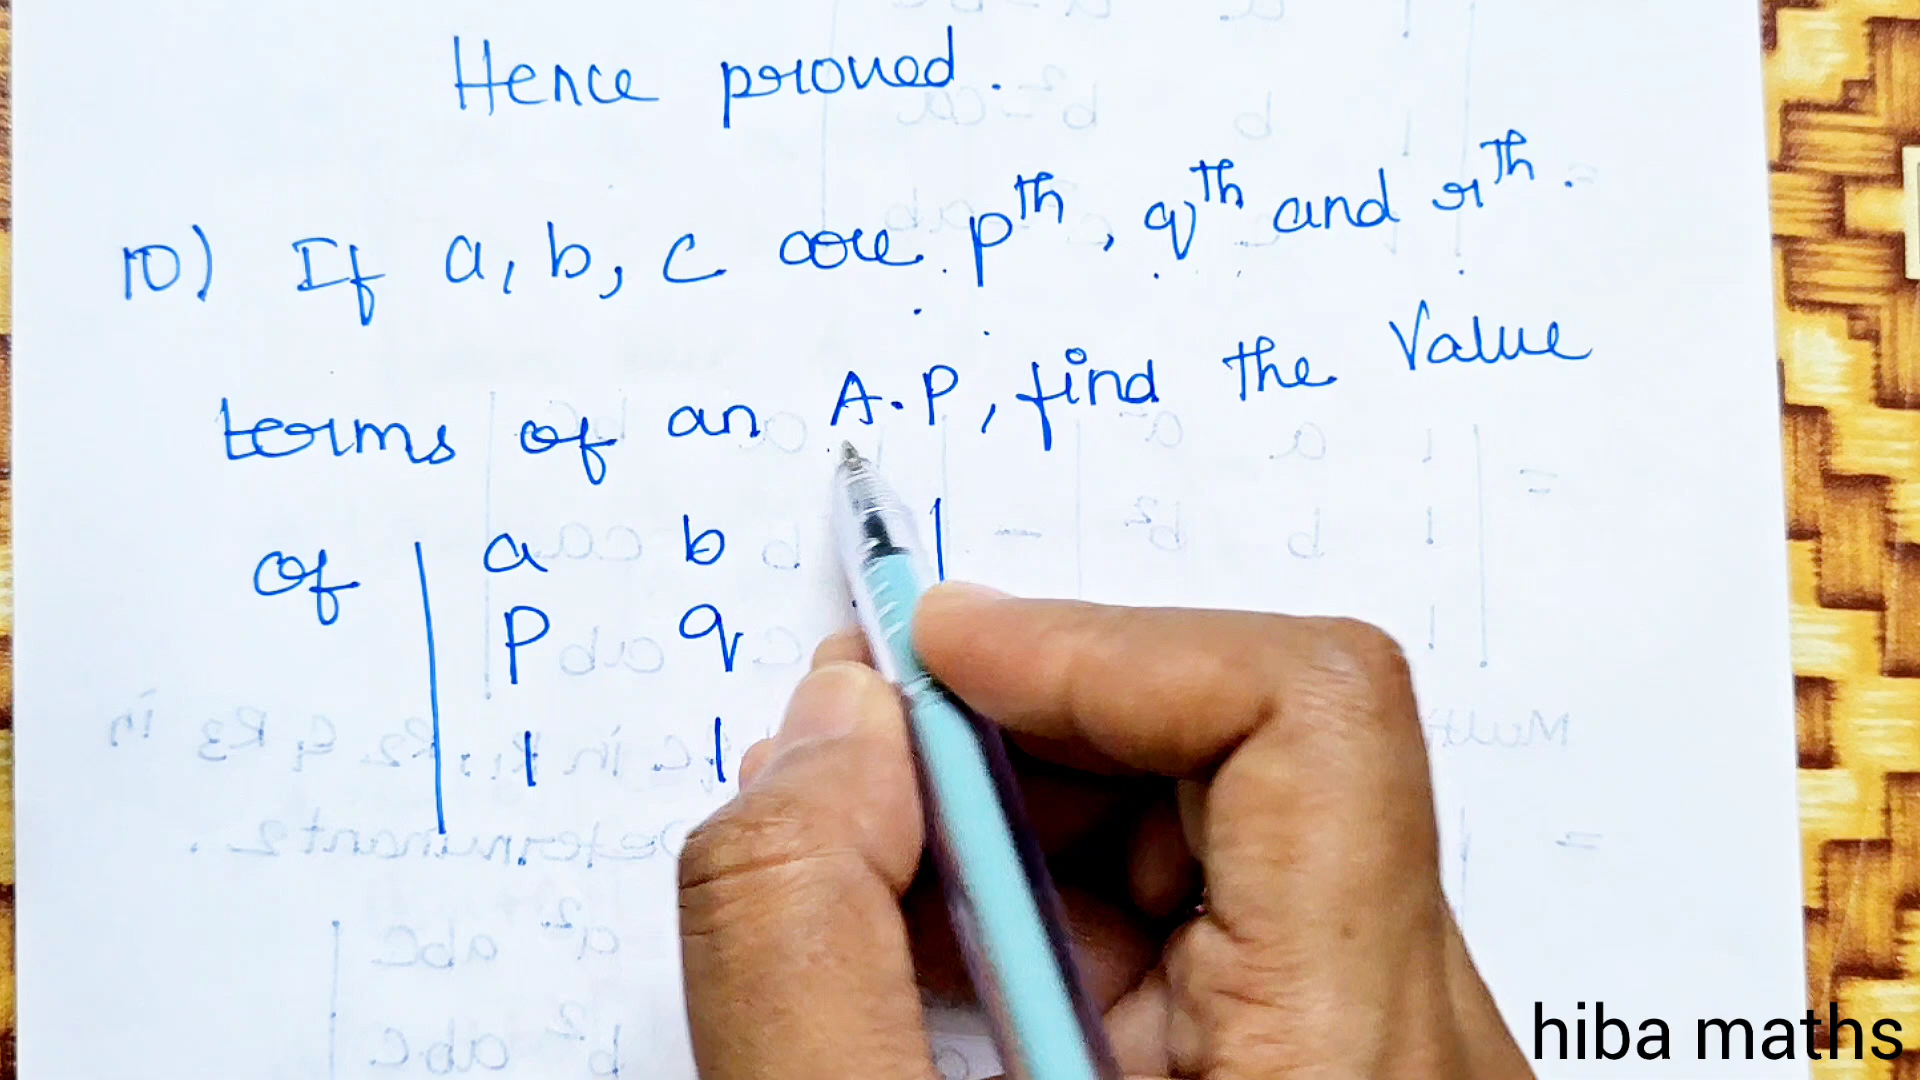 Hence proved.
10) If a, b, c are pth, qth and rth.
terms of an A.P, find the Value
of | a b |
p q
1 1
hiba maths